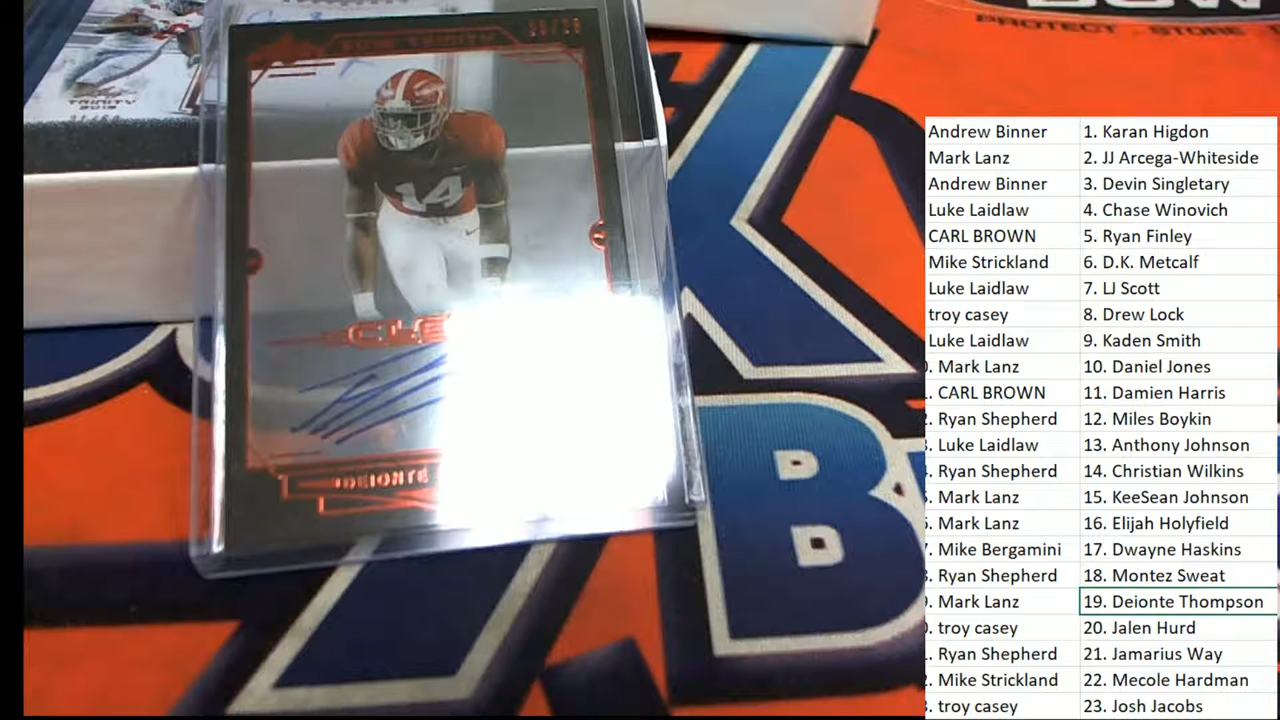 PROTECT - STORE
TRINITY
2019
TRINITY
14
DEIONTE
Andrew Binner 1. Karan Higdon
Mark Lanz 2. JJ Arcega-Whiteside
Andrew Binner 3. Devin Singletary
Luke Laidlaw 4. Chase Winovich
CARL BROWN 5. Ryan Finley
Mike Strickland 6. D.K. Metcalf
Luke Laidlaw 7. LJ Scott
troy casey 8. Drew Lock
Luke Laidlaw 9. Kaden Smith
. Mark Lanz 10. Daniel Jones
. CARL BROWN 11. Damien Harris
. Ryan Shepherd 12. Miles Boykin
. Luke Laidlaw 13. Anthony Johnson
. Ryan Shepherd 14. Christian Wilkins
. Mark Lanz 15. KeeSean Johnson
. Mark Lanz 16. Elijah Holyfield
. Mike Bergamini 17. Dwayne Haskins
. Ryan Shepherd 18. Montez Sweat
. Mark Lanz 19. Deionte Thompson
. troy casey 20. Jalen Hurd
. Ryan Shepherd 21. Jamarius Way
. Mike Strickland 22. Mecole Hardman
. troy casey 23. Josh Jacobs